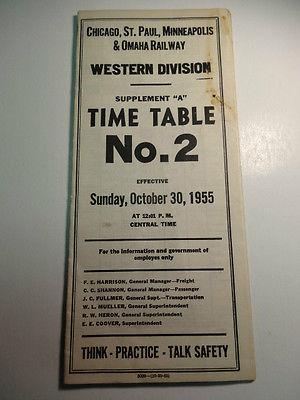 CHICAGO, ST. PAUL, MINNEAPOLIS
& OMAHA RAILWAY
WESTERN DIVISION
SUPPLEMENT "A"
TIME TABLE
No. 2
EFFECTIVE
Sunday, October 30, 1955
AT 12:01 P. M.
CENTRAL TIME
For the information and government of
employes only
F. E. HARRISON, General Manager—Freight
C. C. SHANNON, General Manager—Passenger
J. C. FULLMER, General Supt.—Transportation
W. L. MUELLER, General Superintendent
R. W. HERON, General Superintendent
E. E. COOVER, Superintendent
THINK - PRACTICE - TALK SAFETY